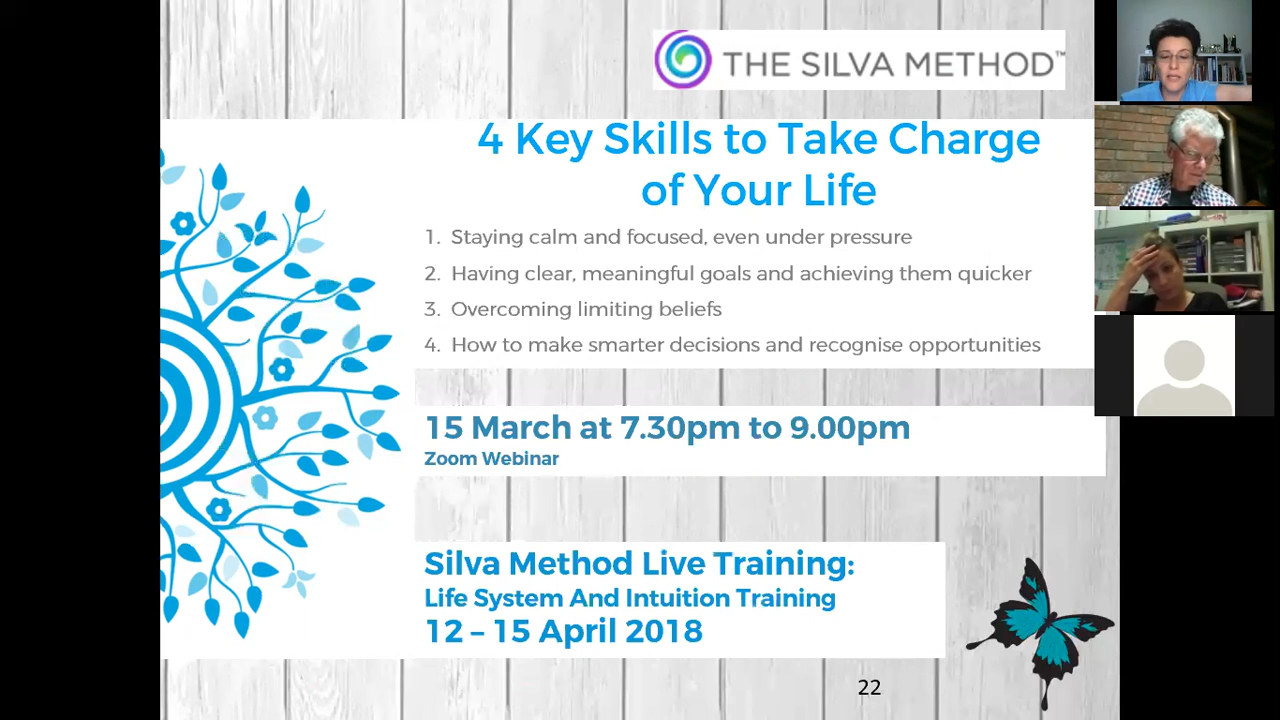 THE SILVA METHOD™
4 Key Skills to Take Charge
of Your Life
1. Staying calm and focused, even under pressure
2. Having clear, meaningful goals and achieving them quicker
3. Overcoming limiting beliefs
4. How to make smarter decisions and recognise opportunities
15 March at 7.30pm to 9.00pm
Zoom Webinar
Silva Method Live Training:
Life System And Intuition Training
12 – 15 April 2018
22